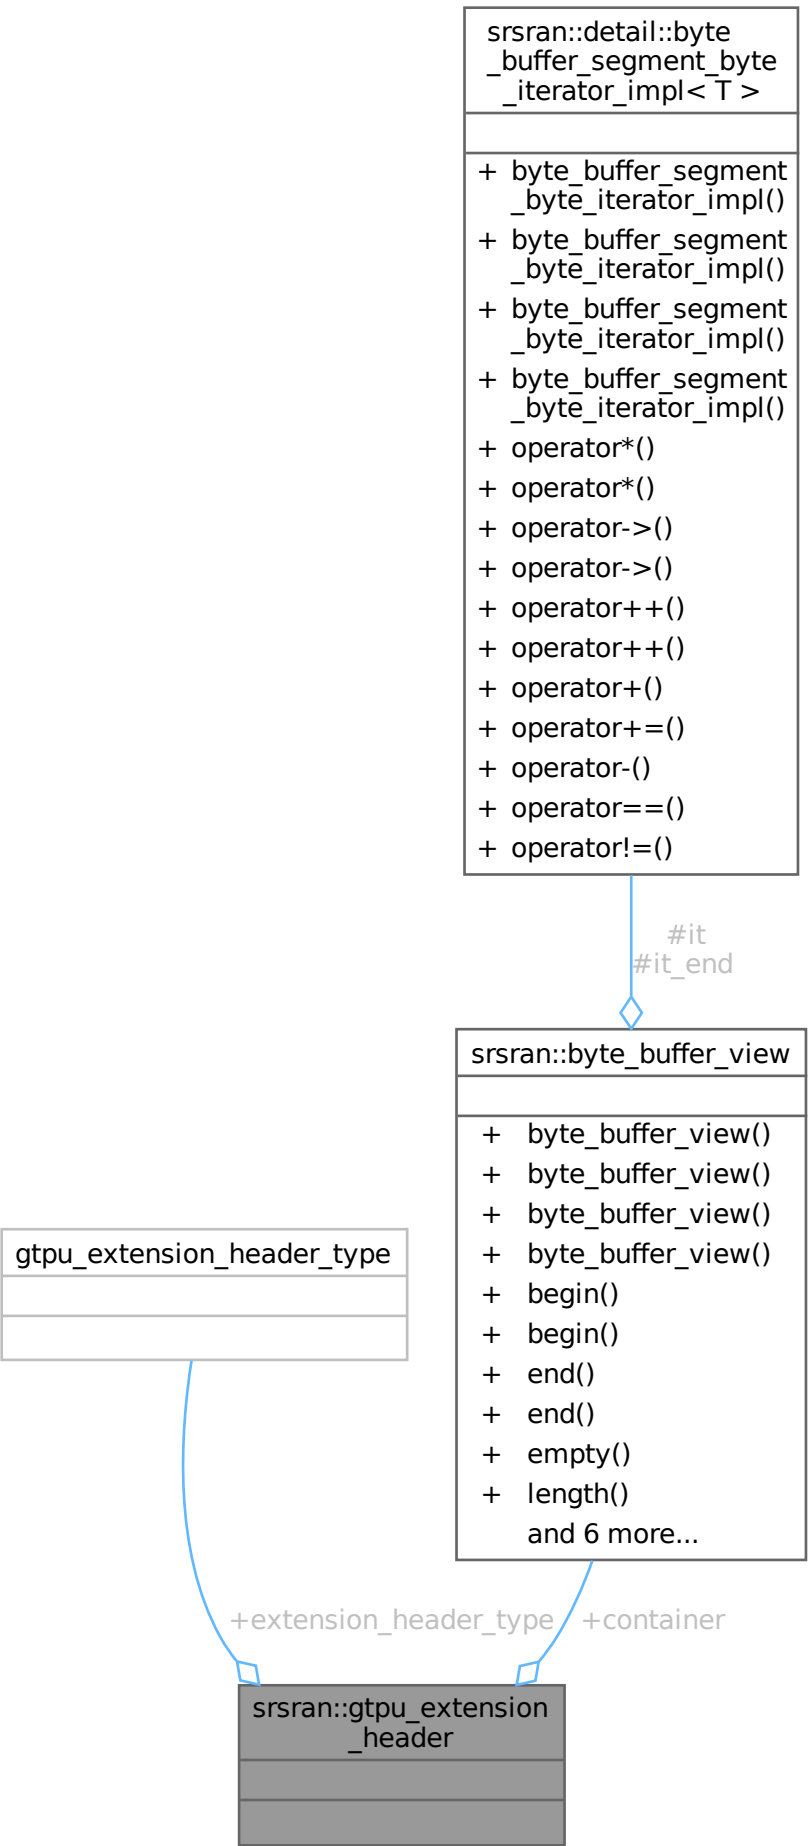 srsran::detail::byte
_buffer_segment_byte
_iterator_impl< T >
+ byte_buffer_segment
_byte_iterator_impl()
+ byte_buffer_segment
_byte_iterator_impl()
+ byte_buffer_segment
_byte_iterator_impl()
+ byte_buffer_segment
_byte_iterator_impl()
+ operator*()
+ operator*()
+ operator->()
+ operator->()
+ operator++()
+ operator++()
+ operator+()
+ operator+=()
+ operator-()
+ operator==()
+ operator!=()
#it
#it_end
srsran::byte_buffer_view
+ byte_buffer_view()
+ byte_buffer_view()
+ byte_buffer_view()
+ byte_buffer_view()
+ begin()
+ begin()
+ end()
+ end()
+ empty()
+ length()
and 6 more...
gtpu_extension_header_type
+extension_header_type
+container
srsran::gtpu_extension
_header